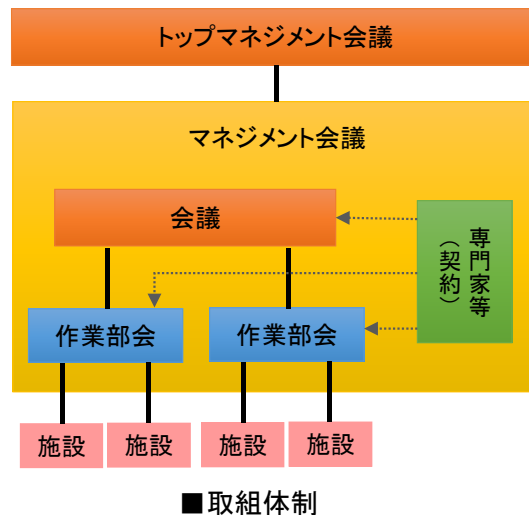 トップマネジメント会議
マネジメント会議
会議
専門家等
（契約）
作業部会
作業部会
施設
施設
施設
施設
■取組体制